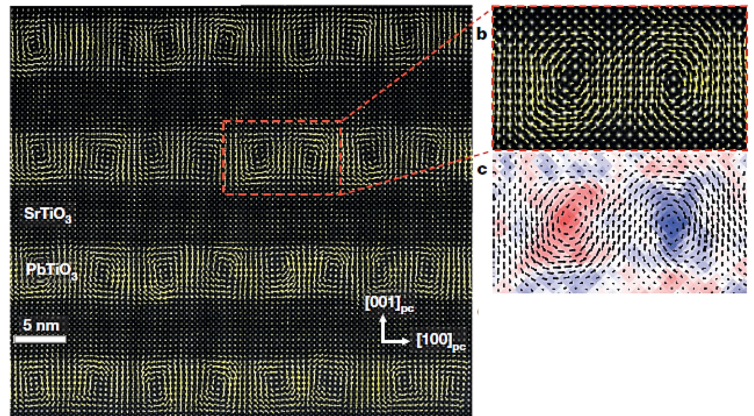 b
c
SrTiO₃
PbTiO₃
[001]pc
5 nm
[100]pc